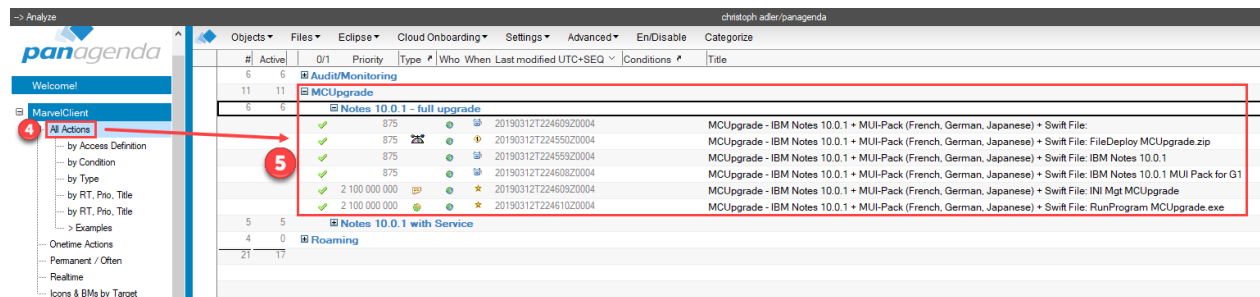 --> Analyze
christoph adler/panagenda
panagenda
Objects Files Eclipse Cloud Onboarding Settings Advanced En/Disable Categorize
# Active 0/1 Priority Type Who When Last modified UTC+SEQ Conditions Title
6 6 Audit/Monitoring
Welcome!
11 11 MCUpgrade
6 6 Notes 10.0.1 - full upgrade
MarvelClient
875 20190312T224609Z0004 MCUpgrade - IBM Notes 10.0.1 + MUI-Pack (French, German, Japanese) + Swift File:
4 All Actions
875 20190312T224550Z0004 MCUpgrade - IBM Notes 10.0.1 + MUI-Pack (French, German, Japanese) + Swift File: FileDeploy MCUpgrade.zip
by Access Definition
875 20190312T224559Z0004 MCUpgrade - IBM Notes 10.0.1 + MUI-Pack (French, German, Japanese) + Swift File: IBM Notes 10.0.1
by Condition
5
875 20190312T224608Z0004 MCUpgrade - IBM Notes 10.0.1 + MUI-Pack (French, German, Japanese) + Swift File: IBM Notes 10.0.1 MUI Pack for G1
by Type
2 100 000 000 20190312T224609Z0004 MCUpgrade - IBM Notes 10.0.1 + MUI-Pack (French, German, Japanese) + Swift File: INI Mgt MCUpgrade
by RT, Prio, Title
2 100 000 000 20190312T224610Z0004 MCUpgrade - IBM Notes 10.0.1 + MUI-Pack (French, German, Japanese) + Swift File: RunProgram MCUpgrade.exe
by RT, Prio, Title
5 5 Notes 10.0.1 with Service
> Examples
4 0 Roaming
Onetime Actions
21 17
Permanent / Often
Realtime
Icons & BMs by Target